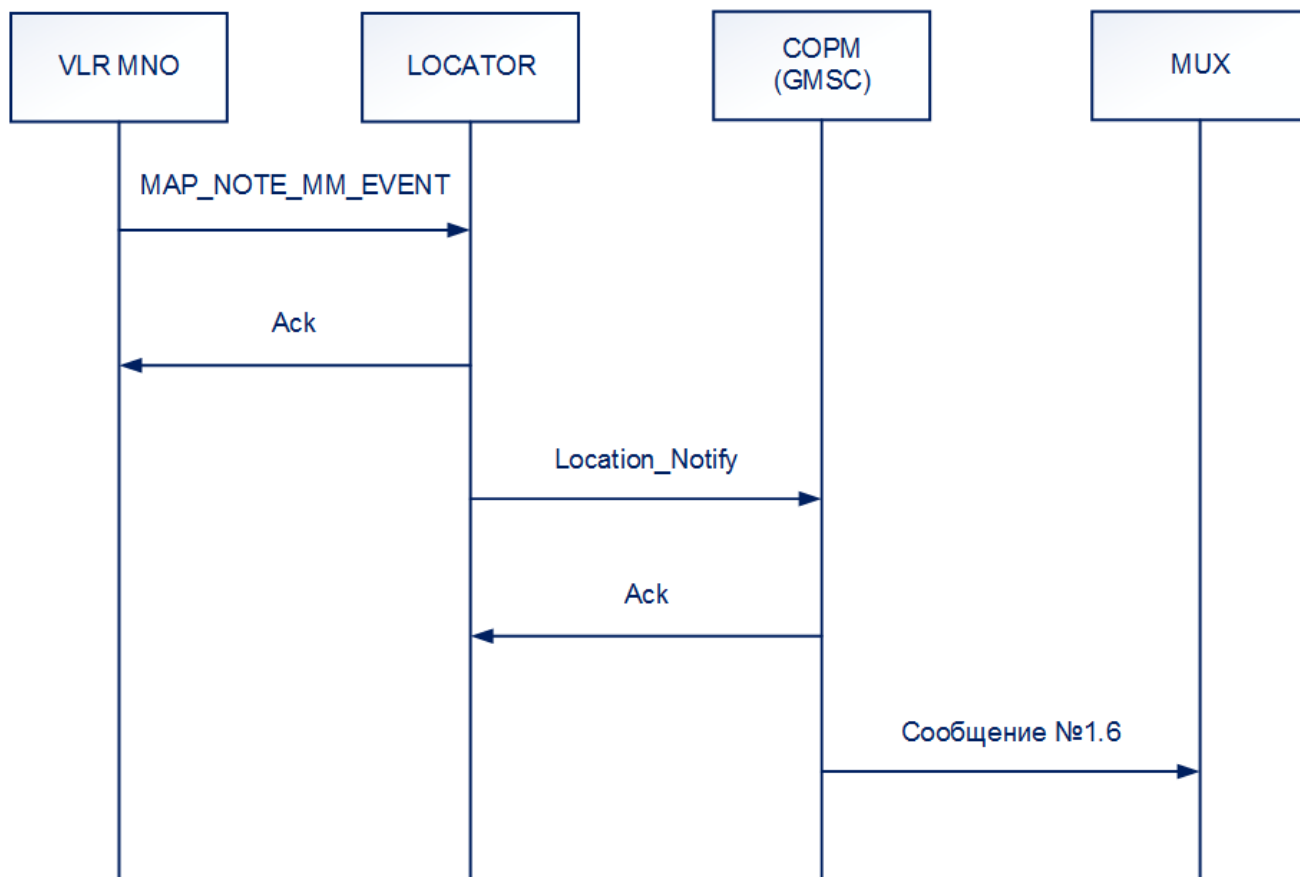 VLR MNO
LOCATOR
СОРМ
(GMSC)
MUX
MAP_NOTE_MM_EVENT
Ack
Location_Notify
Ack
Сообщение №1.6